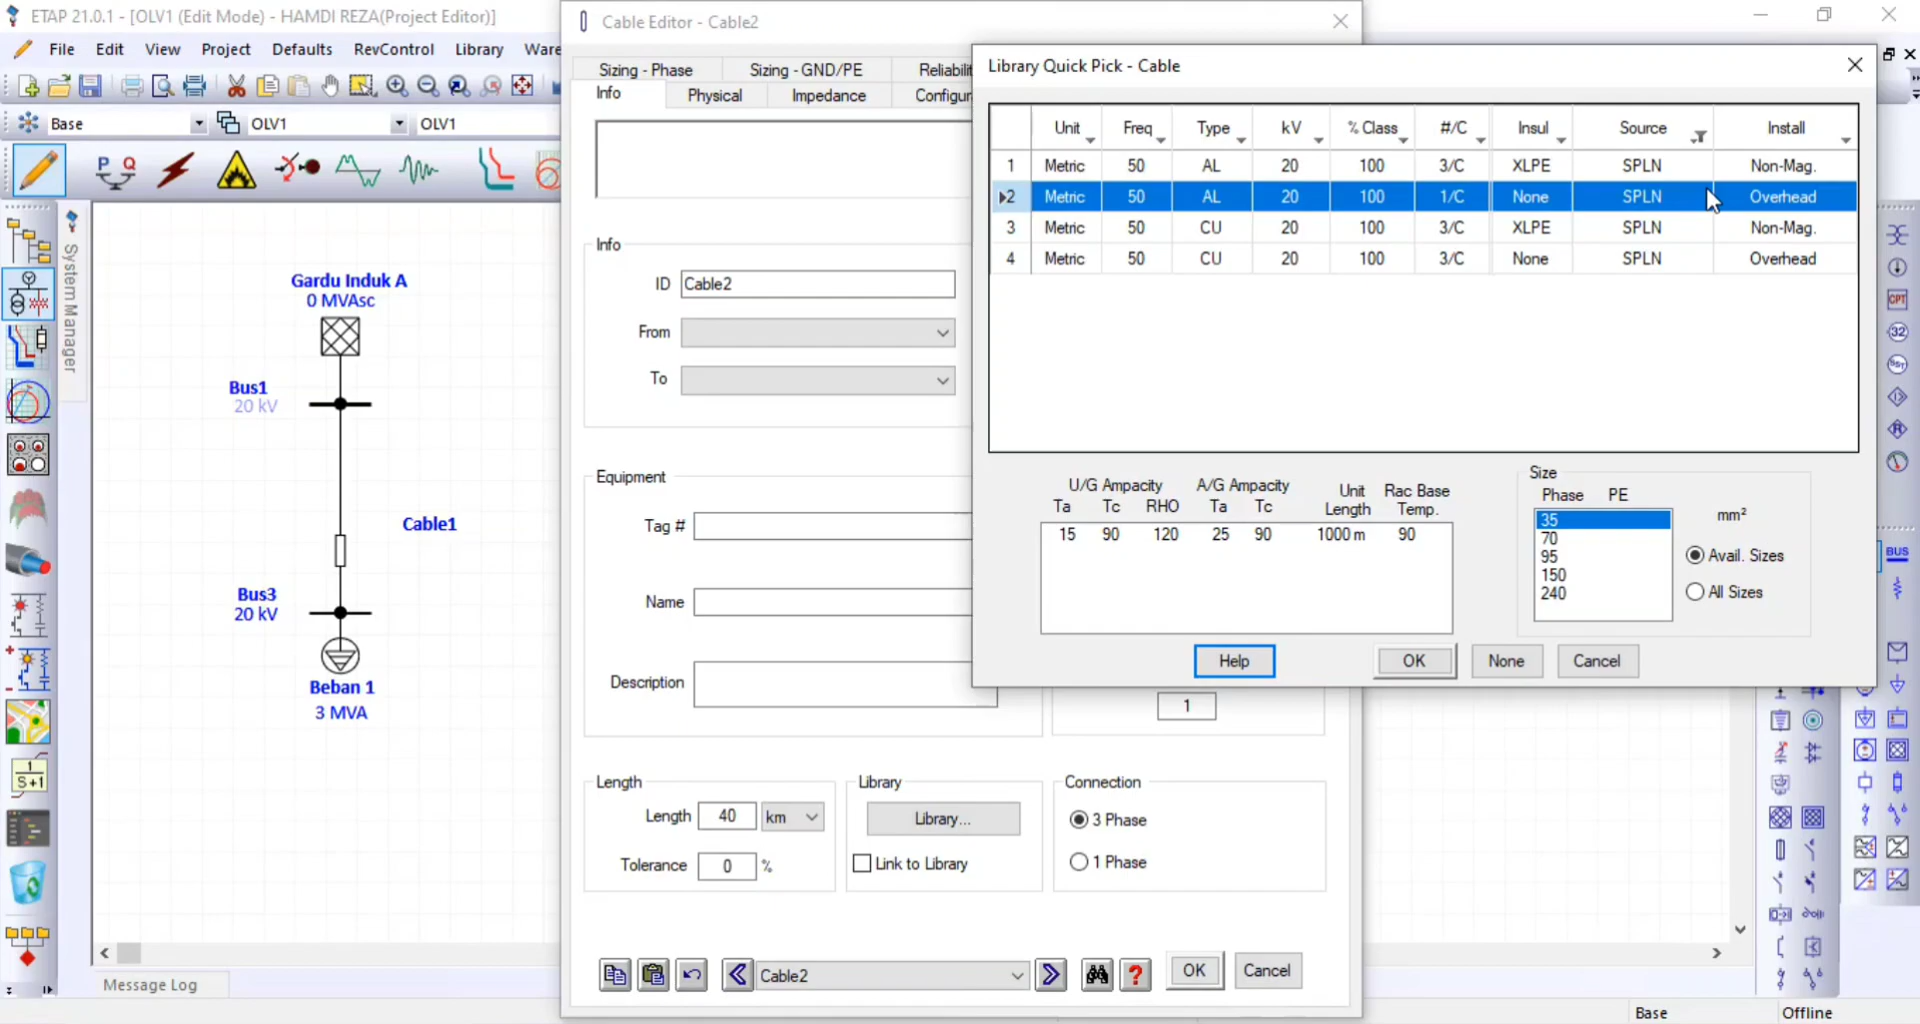 ETAP 21.0.1 - [OLV1 (Edit Mode) - HAMDI REZA(Project Editor)]
File Edit View Project Defaults RevControl Library Ware
Base OLV1 OLV1
System Manager
Gardu Induk A
0 MVAsc
Bus1
20 kV
Cable1
Bus3
20 kV
Beban 1
3 MVA
Message Log
Cable Editor - Cable2
Sizing - Phase Sizing - GND/PE Reliabilit
Info Physical Impedance Configur
Info
ID Cable2
From
To
Equipment
Tag #
Name
Description
1
Length
Length 40 km
Tolerance 0 %
Library
Library...
Link to Library
Connection
3 Phase
1 Phase
Cable2
OK Cancel
Library Quick Pick - Cable
Unit Freq Type kV % Class #/C Insul Source Install
1 Metric 50 AL 20 100 3/C XLPE SPLN Non-Mag.
2 Metric 50 AL 20 100 1/C None SPLN Overhead
3 Metric 50 CU 20 100 3/C XLPE SPLN Non-Mag.
4 Metric 50 CU 20 100 3/C None SPLN Overhead
U/G Ampacity A/G Ampacity Unit Rac Base
Ta Tc RHO Ta Tc Length Temp.
15 90 120 25 90 1000 m 90
Size
Phase PE
mm²
35
70
95
150
240
Avail. Sizes
All Sizes
Help OK None Cancel
P Q
1
S+1
CPT
32
BUS
Base Offline